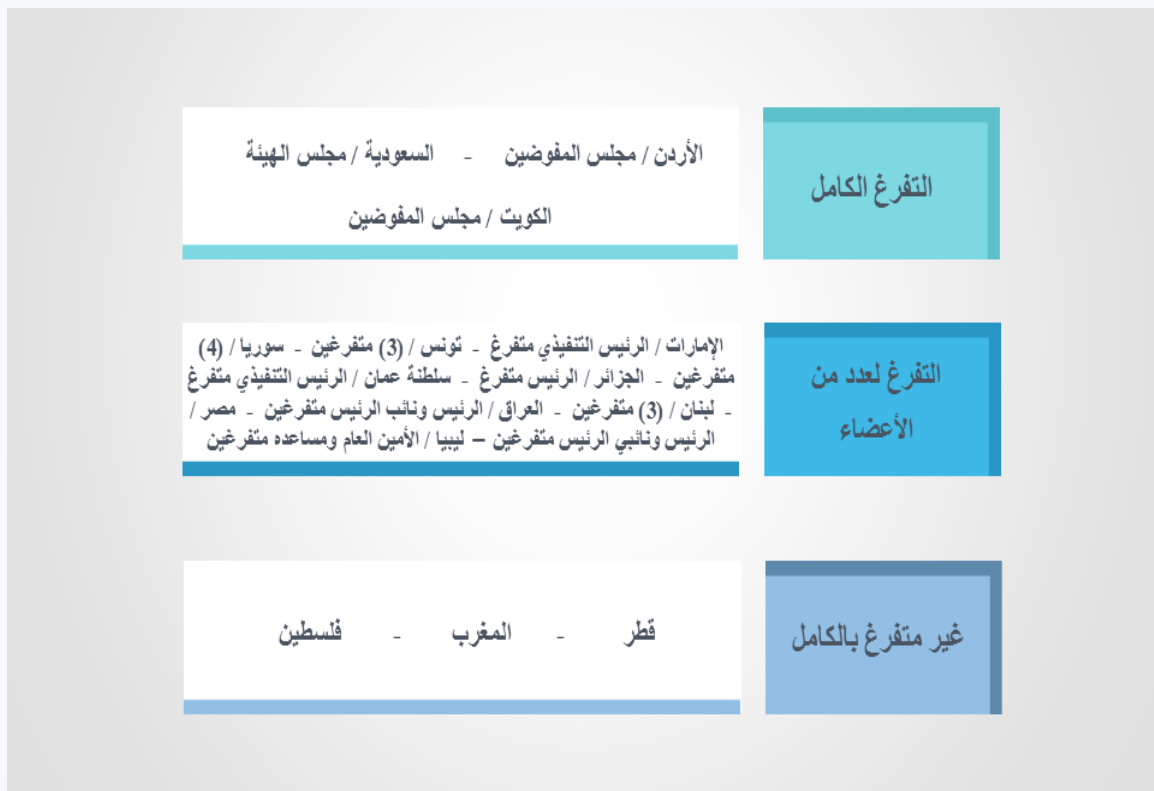 التفرغ الكامل
الأردن / مجلس المفوضين - السعودية / مجلس الهيئة
الكويت / مجلس المفوضين
التفرغ لعدد من
الأعضاء
الإمارات / الرئيس التنفيذي متفرغ - تونس / (3) متفرغين - سوريا / (4)
متفرغين - الجزائر / الرئيس متفرغ - سلطنة عمان / الرئيس التنفيذي متفرغ
- لبنان / (3) متفرغين - العراق / الرئيس ونائب الرئيس متفرغين - مصر /
الرئيس ونائبي الرئيس متفرغين – ليبيا / الأمين العام ومساعده متفرغين
غير متفرغ بالكامل
قطر - المغرب - فلسطين